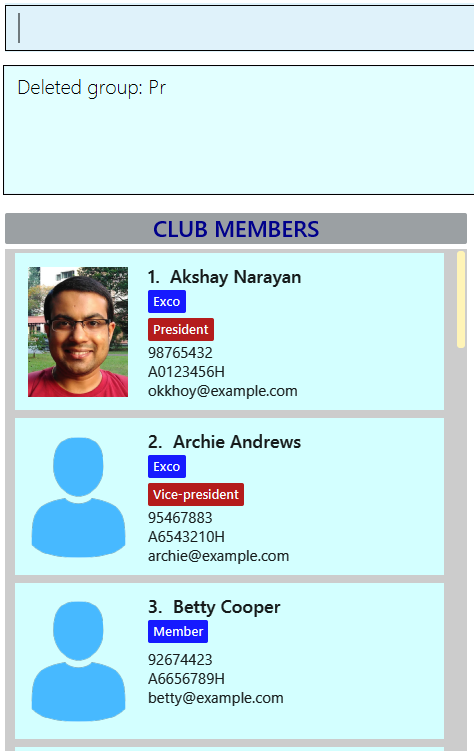 Deleted group: Pr
CLUB MEMBERS
1. Akshay Narayan
Exco
President
98765432
A0123456H
okkhoy@example.com
2. Archie Andrews
Exco
Vice-president
95467883
A6543210H
archie@example.com
3. Betty Cooper
Member
92674423
A6656789H
betty@example.com